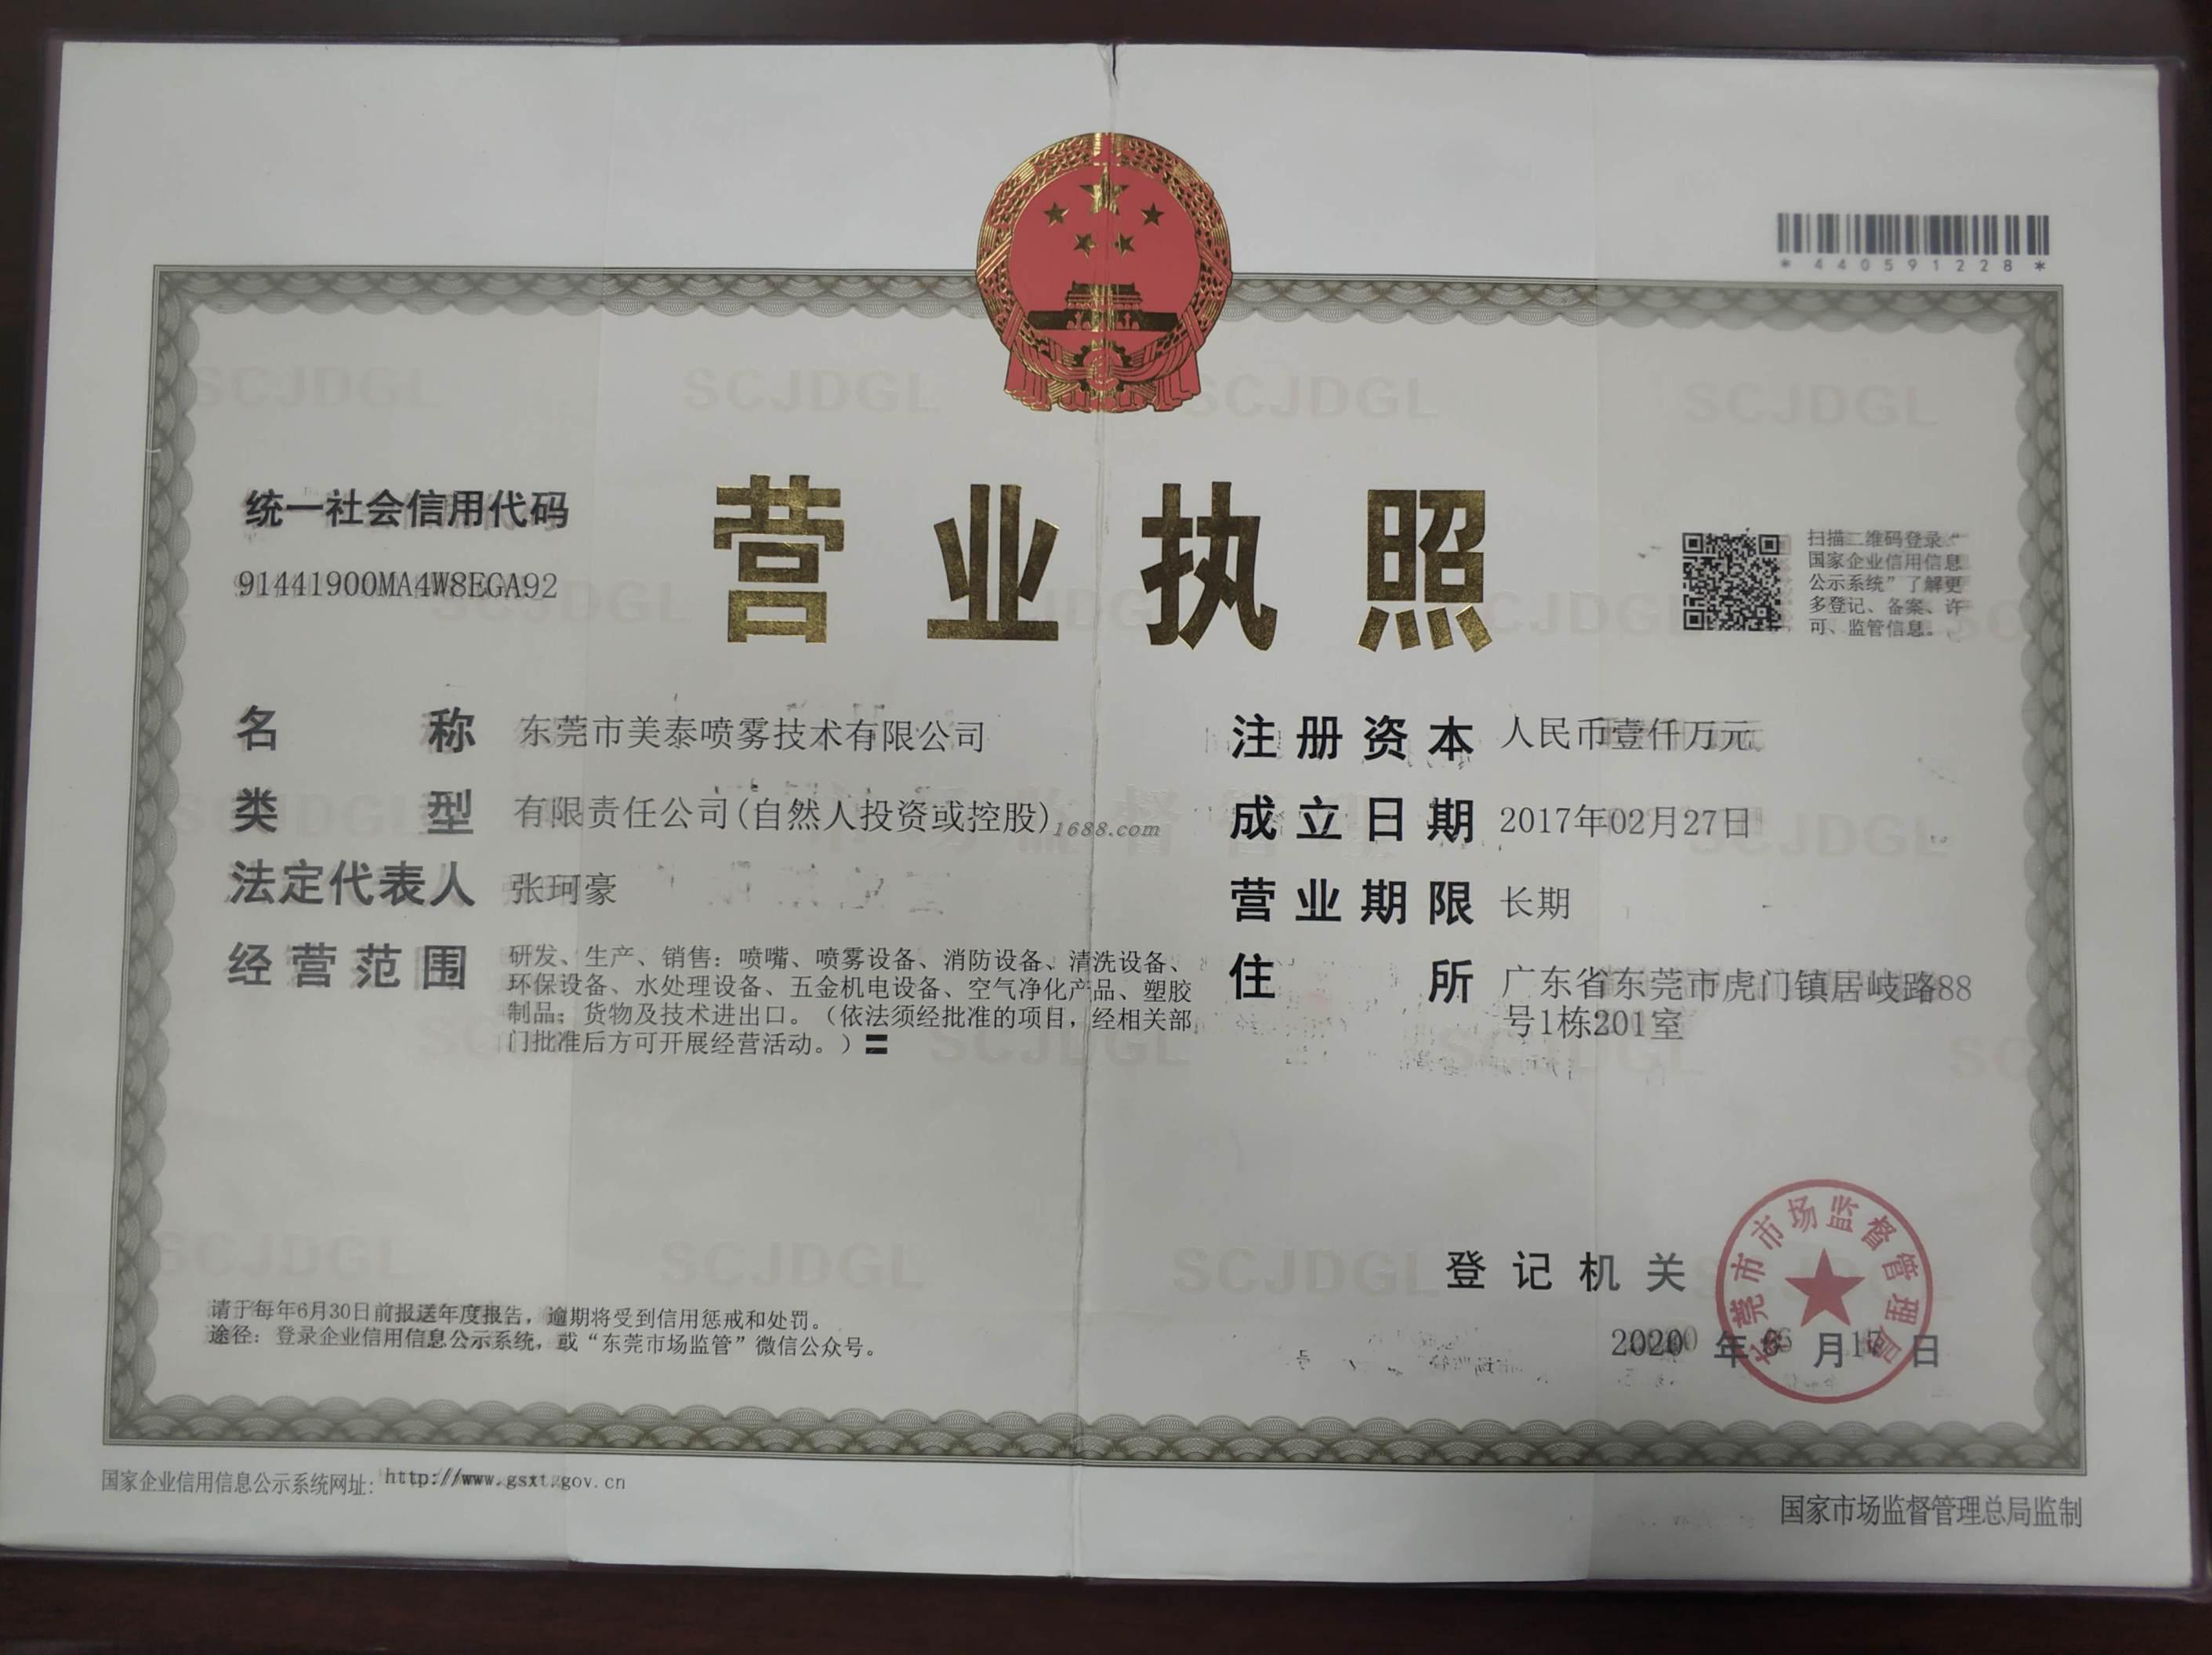 *440591228*
统一社会信用代码
91441900MA4W8EGA92
营业执照
扫描二维码登录“
国家企业信用信息
公示系统”了解更
多登记、备案、许
可、监管信息。
名称 东莞市美泰喷雾技术有限公司
类型 有限责任公司(自然人投资或控股)
1688.com
法定代表人 张珂豪
经营范围 研发、生产、销售：喷嘴、喷雾设备、消防设备、清洗设备、
环保设备、水处理设备、五金机电设备、空气净化产品、塑胶
制品；货物及技术进出口。（依法须经批准的项目，经相关部
门批准后方可开展经营活动。）
注册资本 人民币壹仟万元
成立日期 2017年02月27日
营业期限 长期
住所 广东省东莞市虎门镇居岐路88
号1栋201室
登记机关
东莞市市场监督管理局
2020 年 6 月 17 日
请于每年6月30日前报送年度报告，逾期将受到信用惩戒和处罚。
途径：登录企业信用信息公示系统，或“东莞市场监管”微信公众号。
国家企业信用信息公示系统网址：http://www.gsxt.gov.cn
国家市场监督管理总局监制
SCJDGL